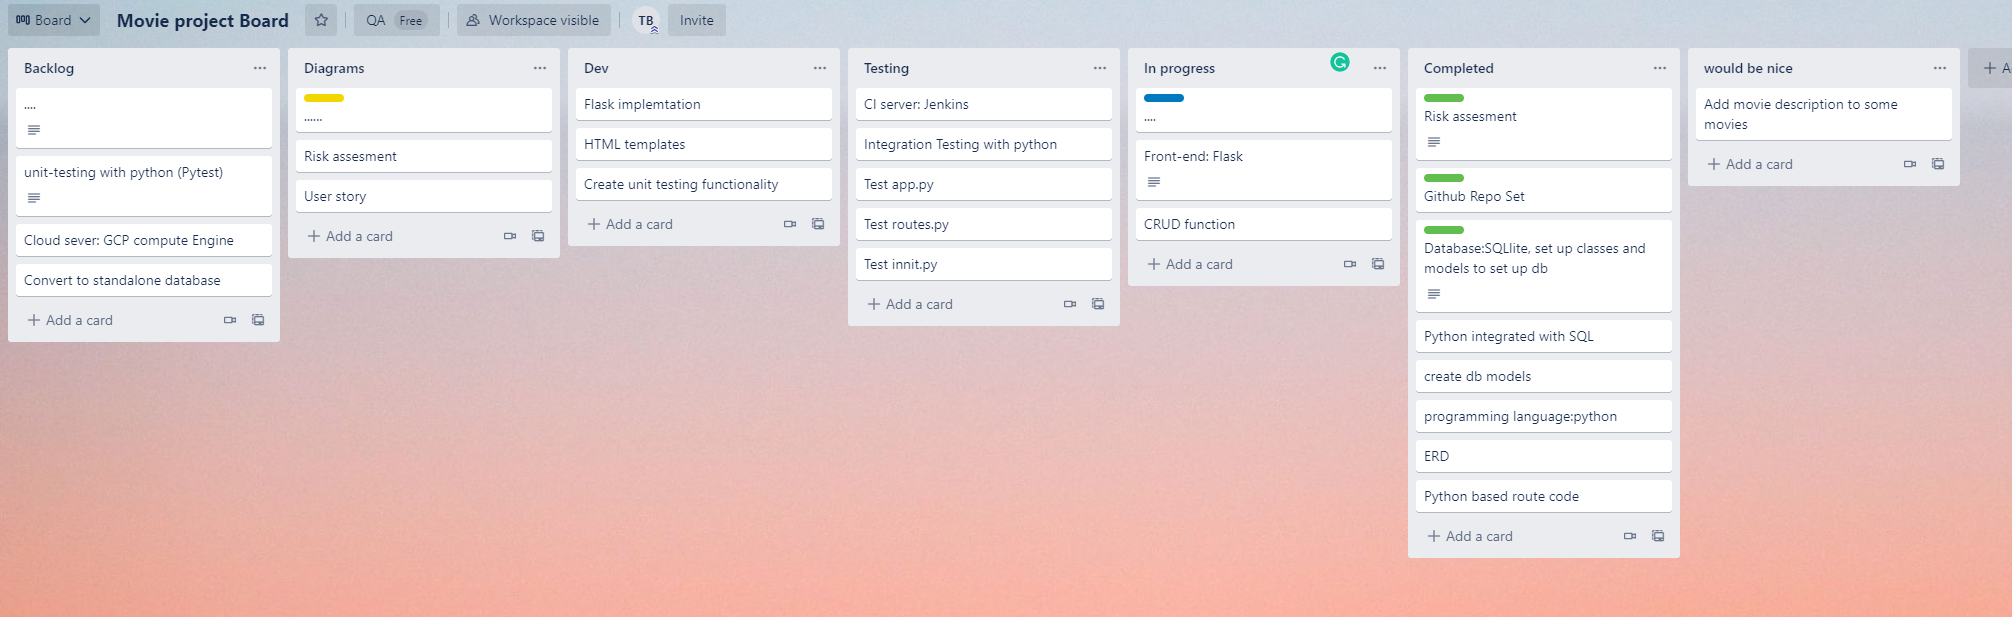 Board
Movie project Board
QA Free
Workspace visible
TB
Invite
Backlog
....
unit-testing with python (Pytest)
Cloud sever: GCP compute Engine
Convert to standalone database
+ Add a card
Diagrams
......
Risk assesment
User story
+ Add a card
Dev
Flask implemtation
HTML templates
Create unit testing functionality
+ Add a card
Testing
CI server: Jenkins
Integration Testing with python
Test app.py
Test routes.py
Test innit.py
+ Add a card
In progress
....
Front-end: Flask
CRUD function
+ Add a card
Completed
Risk assesment
Github Repo Set
Database:SQLlite, set up classes and
models to set up db
Python integrated with SQL
create db models
programming language:python
ERD
Python based route code
+ Add a card
would be nice
Add movie description to some
movies
+ Add a card
+ A